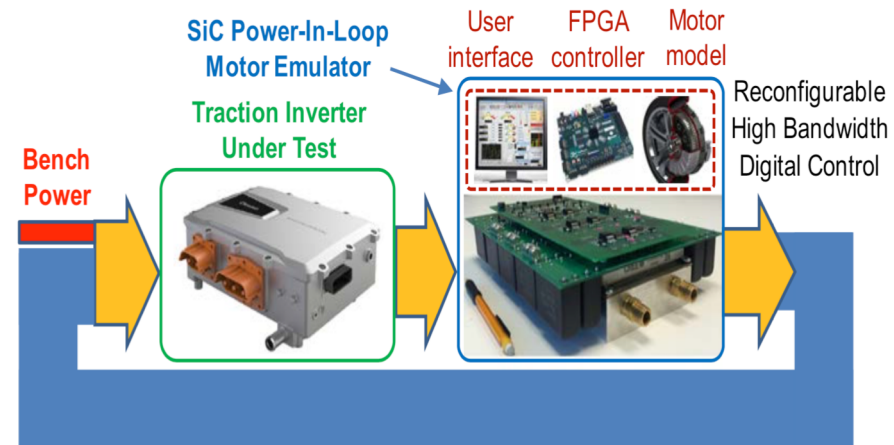 SiC Power-In-Loop
Motor Emulator
User
interface
FPGA
controller
Motor
model
Traction Inverter
Under Test
Reconfigurable
High Bandwidth
Digital Control
Bench
Power